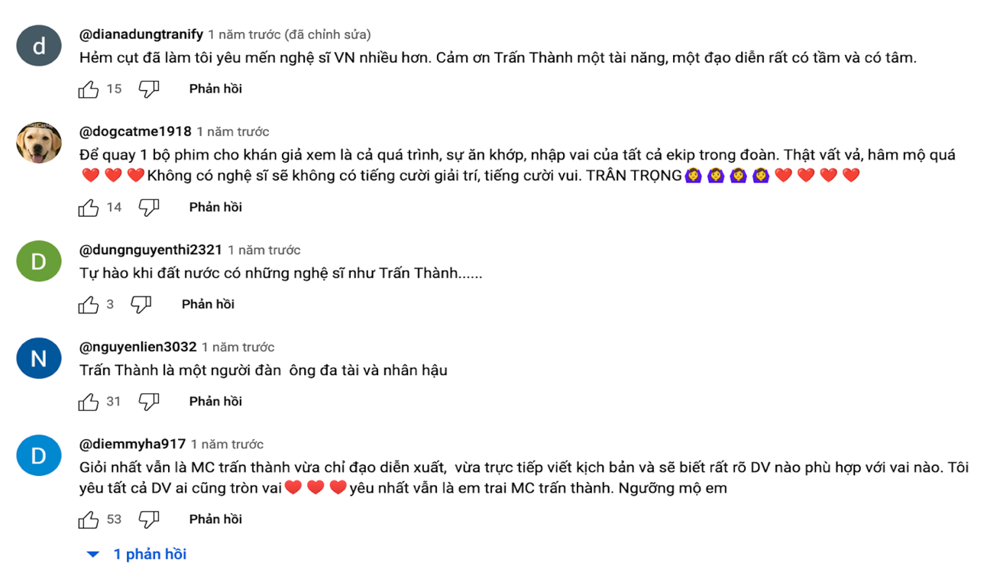 d
@dianadungtranify 1 năm trước (đã chỉnh sửa)
Hẻm cụt đã làm tôi yêu mến nghệ sĩ VN nhiều hơn. Cảm ơn Trấn Thành một tài năng, một đạo diễn rất có tầm và có tâm.
15 Phản hồi
@dogcatme1918 1 năm trước
Để quay 1 bộ phim cho khán giả xem là cả quá trình, sự ăn khớp, nhập vai của tất cả ekip trong đoàn. Thật vất vả, hâm mộ quá
❤️ ❤️ ❤️Không có nghệ sĩ sẽ không có tiếng cười giải trí, tiếng cười vui. TRÂN TRỌNG🙆‍♀️ 🙆‍♀️ 🙆‍♀️ 🙆‍♀️ ❤️ ❤️ ❤️ ❤️
14 Phản hồi
D
@dungnguyenthi2321 1 năm trước
Tự hào khi đất nước có những nghệ sĩ như Trấn Thành......
3 Phản hồi
N
@nguyenlien3032 1 năm trước
Trấn Thành là một người đàn  ông đa tài và nhân hậu
31 Phản hồi
D
@diemmyha917 1 năm trước
Giỏi nhất vẫn là MC trấn thành vừa chỉ đạo diễn xuất,  vừa trực tiếp viết kịch bản và sẽ biết rất rõ DV nào phù hợp với vai nào. Tôi
yêu tất cả DV ai cũng tròn vai❤️ ❤️ ❤️yêu nhất vẫn là em trai MC trấn thành. Ngưỡng mộ em
53 Phản hồi
1 phản hồi